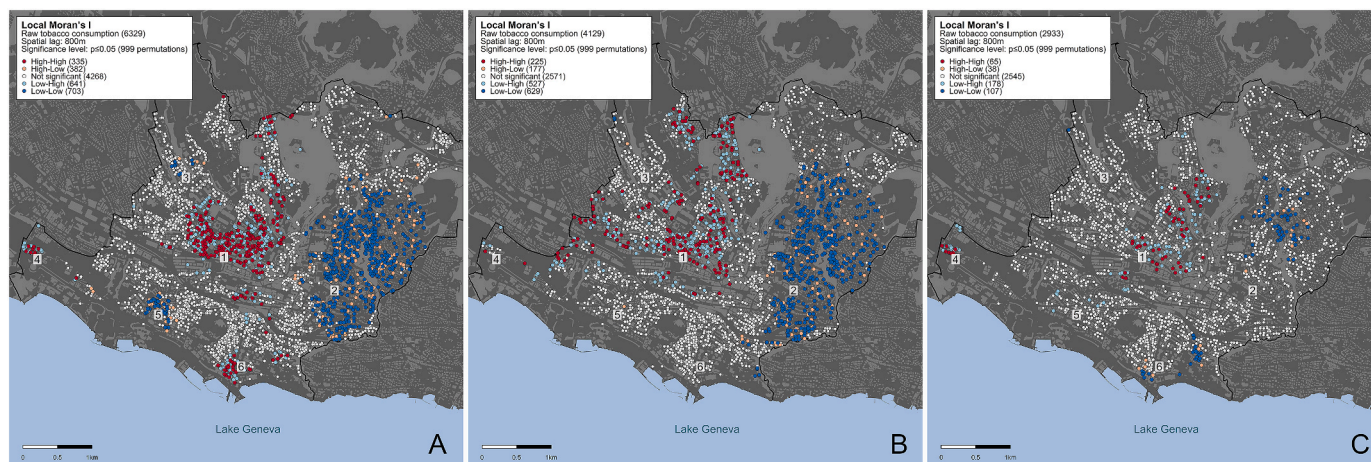 Local Moran's I
Raw tobacco consumption (6329)
Spatial lag: 800m
Significance level: p≤0.05 (999 permutations)
High-High (335)
High-Low (382)
Not significant (4268)
Low-High (641)
Low-Low (703)
3
1
4
2
5
6
Lake Geneva
A
0 0.5 1km
Local Moran's I
Raw tobacco consumption (4129)
Spatial lag: 800m
Significance level: p≤0.05 (999 permutations)
High-High (225)
High-Low (177)
Not significant (2571)
Low-High (527)
Low-Low (629)
3
1
4
2
5
6
Lake Geneva
B
0 0.5 1km
Local Moran's I
Raw tobacco consumption (2933)
Spatial lag: 800m
Significance level: p≤0.05 (999 permutations)
High-High (65)
High-Low (38)
Not significant (2545)
Low-High (178)
Low-Low (107)
3
1
4
2
5
6
Lake Geneva
C
0 0.5 1km